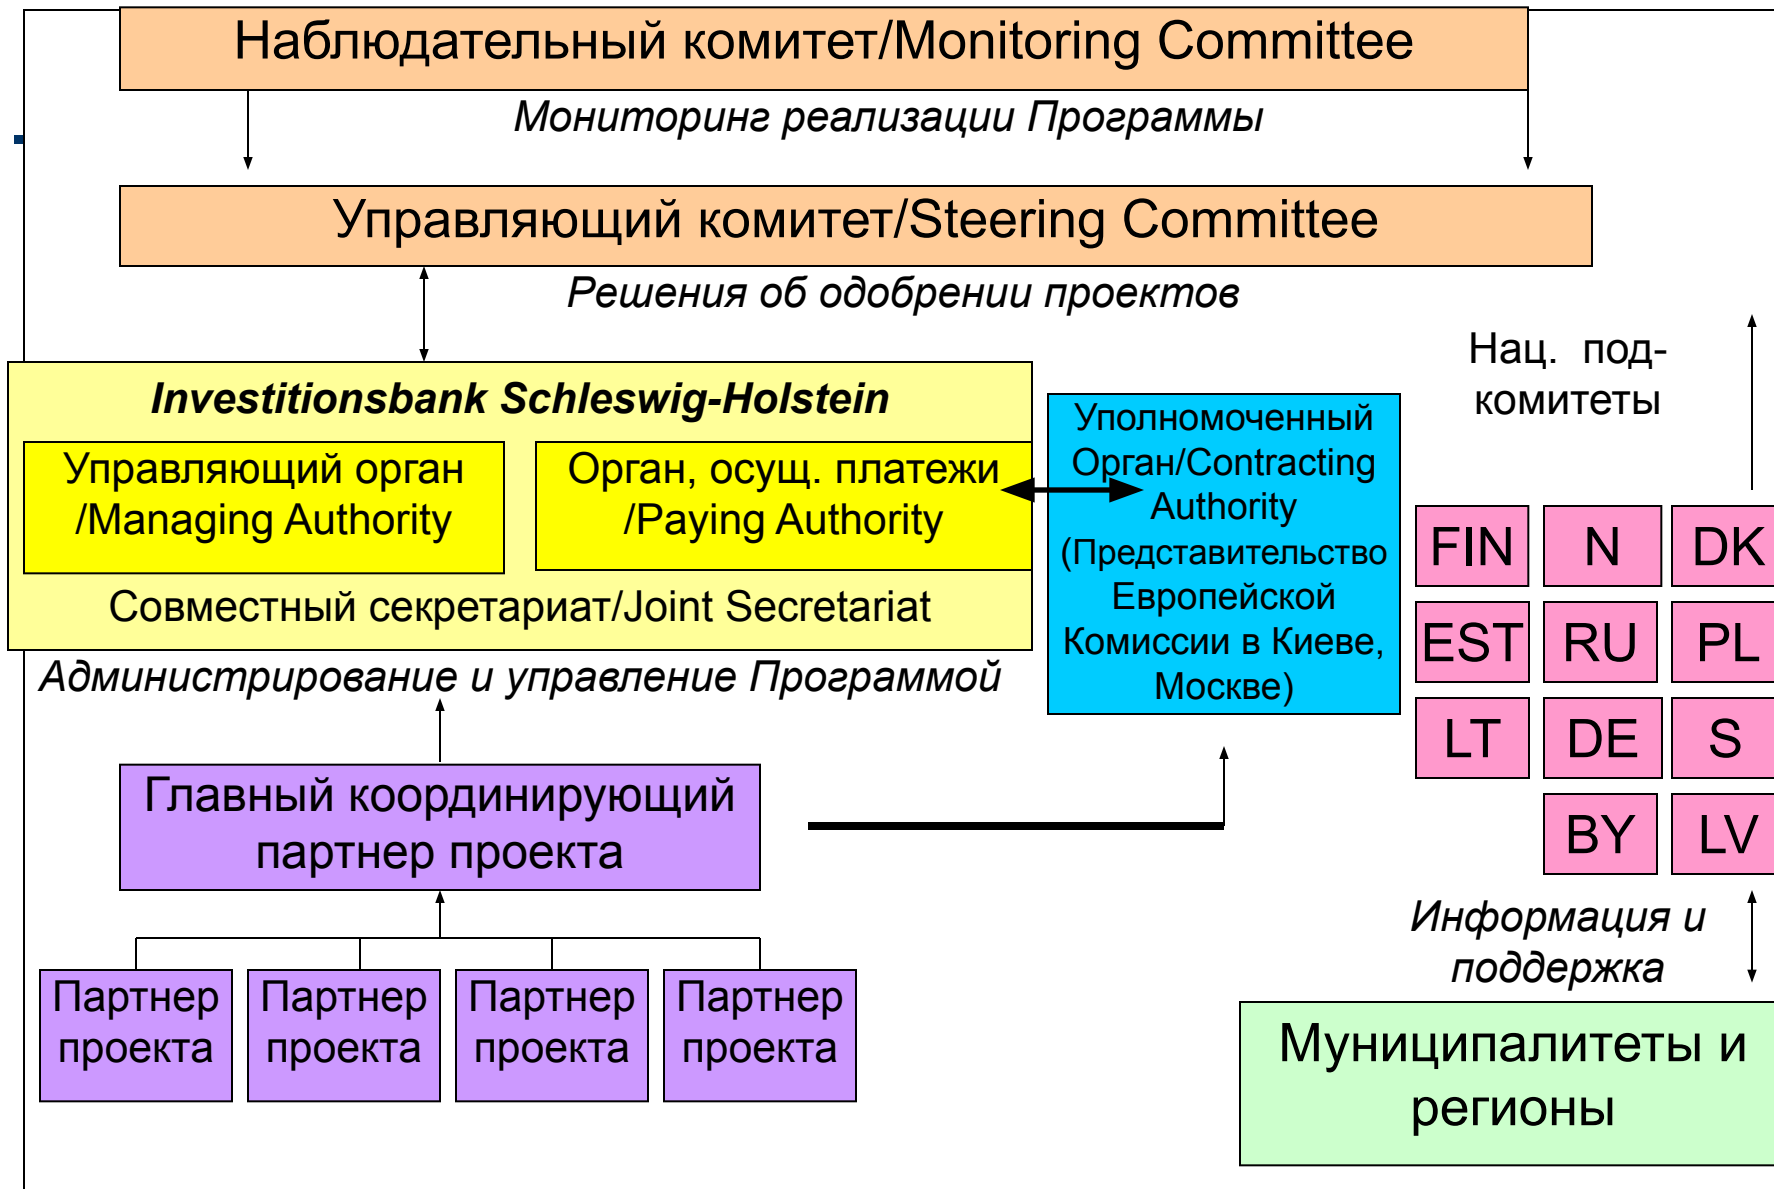 Наблюдательный комитет/Monitoring Committee
Мониторинг реализации Программы
Управляющий комитет/Steering Committee
Решения об одобрении проектов
Investitionsbank Schleswig-Holstein
Управляющий орган
/Managing Authority
Орган, осущ. платежи
/Paying Authority
Совместный секретариат/Joint Secretariat
Администрирование и управление Программой
Уполномоченный
Орган/Contracting
Authority
(Представительство
Европейской
Комиссии в Киеве,
Москве)
Нац. под-
комитеты
FIN N DK
EST RU PL
LT DE S
BY LV
Информация и
поддержка
Муниципалитеты и
регионы
Главный координирующий
партнер проекта
Партнер
проекта
Партнер
проекта
Партнер
проекта
Партнер
проекта